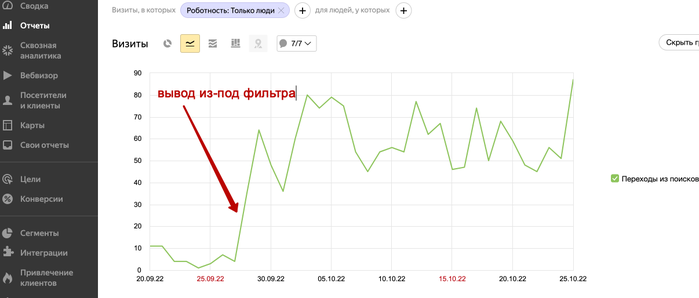 Сводка
Отчеты
Сквозная
аналитика
Вебвизор
Посетители
и клиенты
Карты
Свои отчеты
Цели
Конверсии
Сегменты
Интеграции
Привлечение
клиентов
Визиты, в которых
Роботность: Только люди ×
+
для людей, у которых
+
Визиты
7/7
Скрыть г
90
80
70
60
50
40
30
20
10
0
вывод из-под фильтра
20.09.22
25.09.22
30.09.22
05.10.22
10.10.22
15.10.22
20.10.22
25.10.22
Переходы из поисков